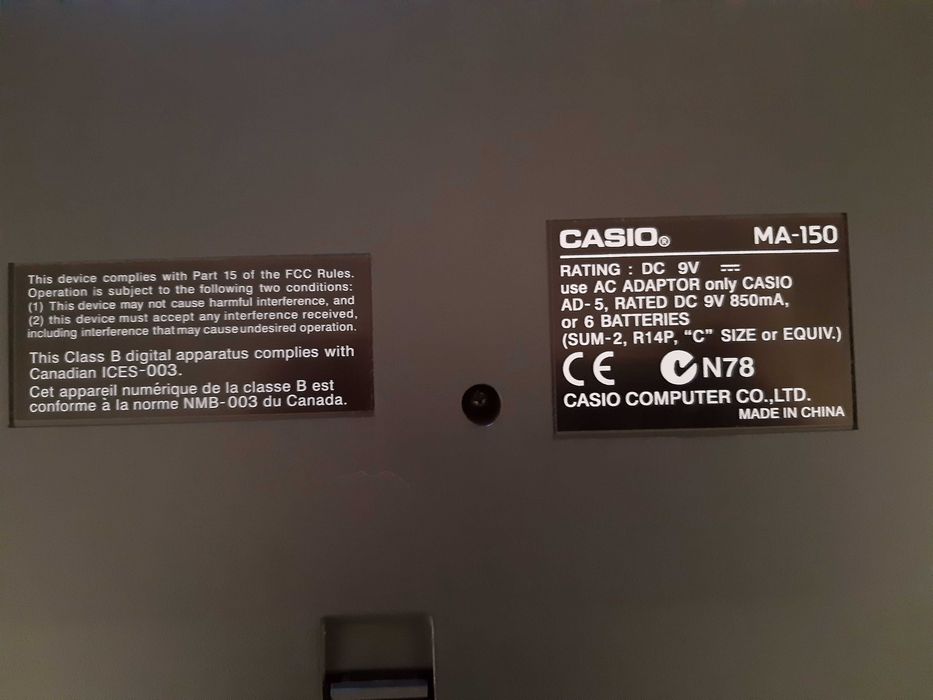 This device complies with Part 15 of the FCC Rules.
Operation is subject to the following two conditions:
(1) This device may not cause harmful interference, and
(2) this device must accept any interference received,
including interference that may cause undesired operation.
This Class B digital apparatus complies with
Canadian ICES-003.
Cet appareil numérique de la classe B est
conforme à la norme NMB-003 du Canada.
CASIO® MA-150
RATING : DC 9V ⎓
use AC ADAPTOR only CASIO
AD-5, RATED DC 9V 850mA,
or 6 BATTERIES
(SUM-2, R14P, “C” SIZE or EQUIV.)
CE N78
CASIO COMPUTER CO.,LTD.
MADE IN CHINA